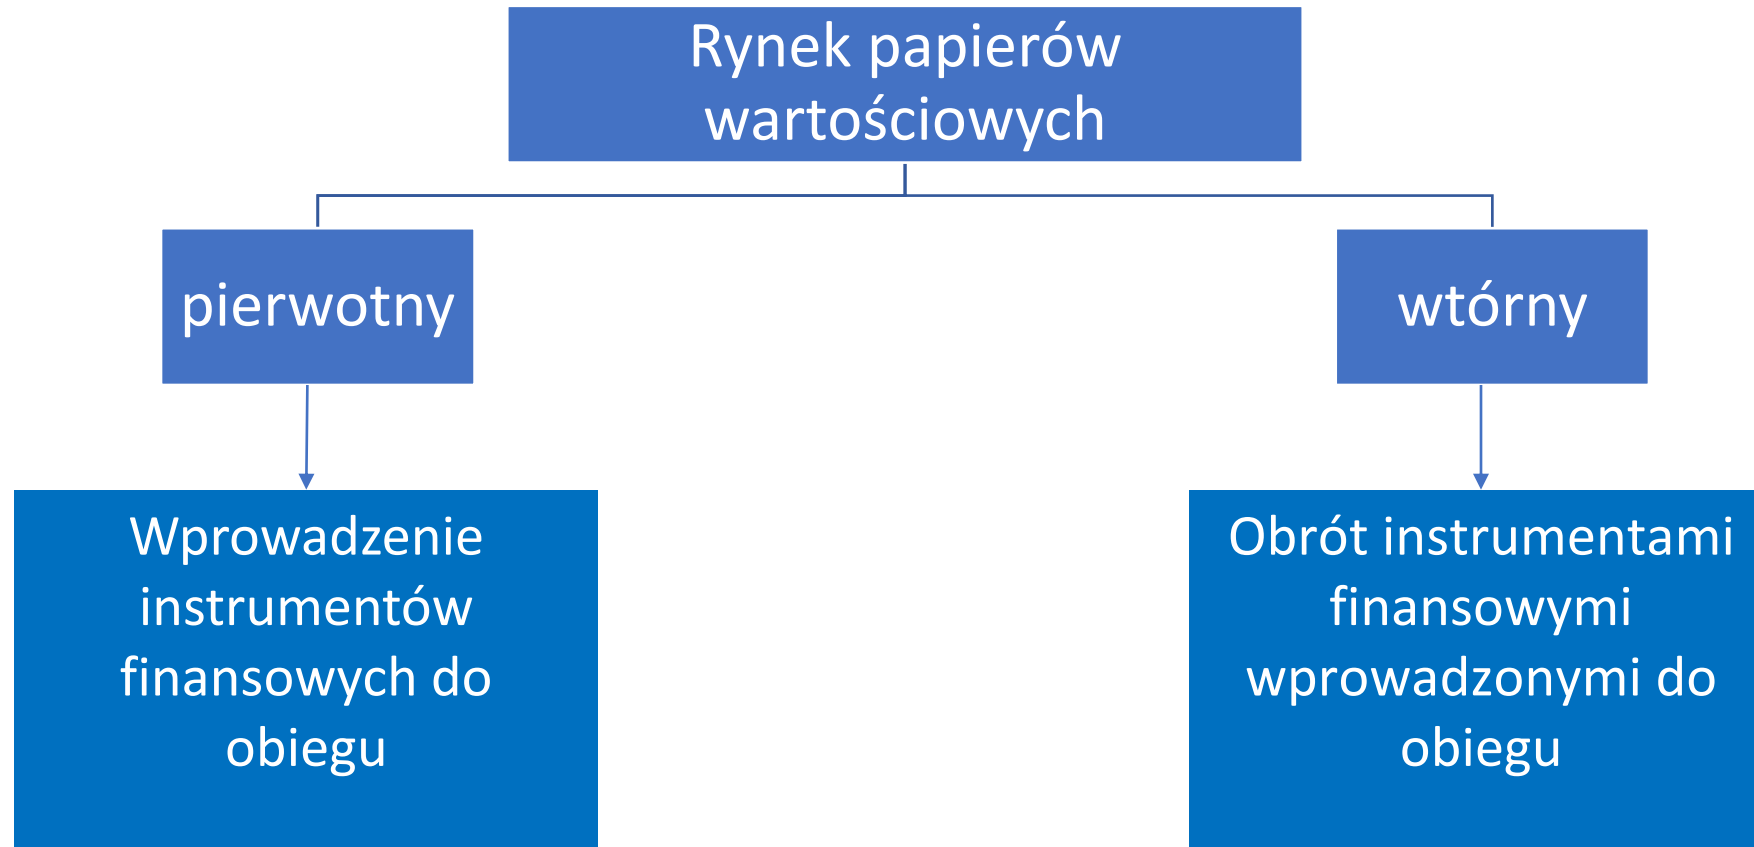 Rynek papierów
wartościowych
pierwotny
wtórny
Wprowadzenie
instrumentów
finansowych do
obiegu
Obrót instrumentami
finansowymi
wprowadzonymi do
obiegu